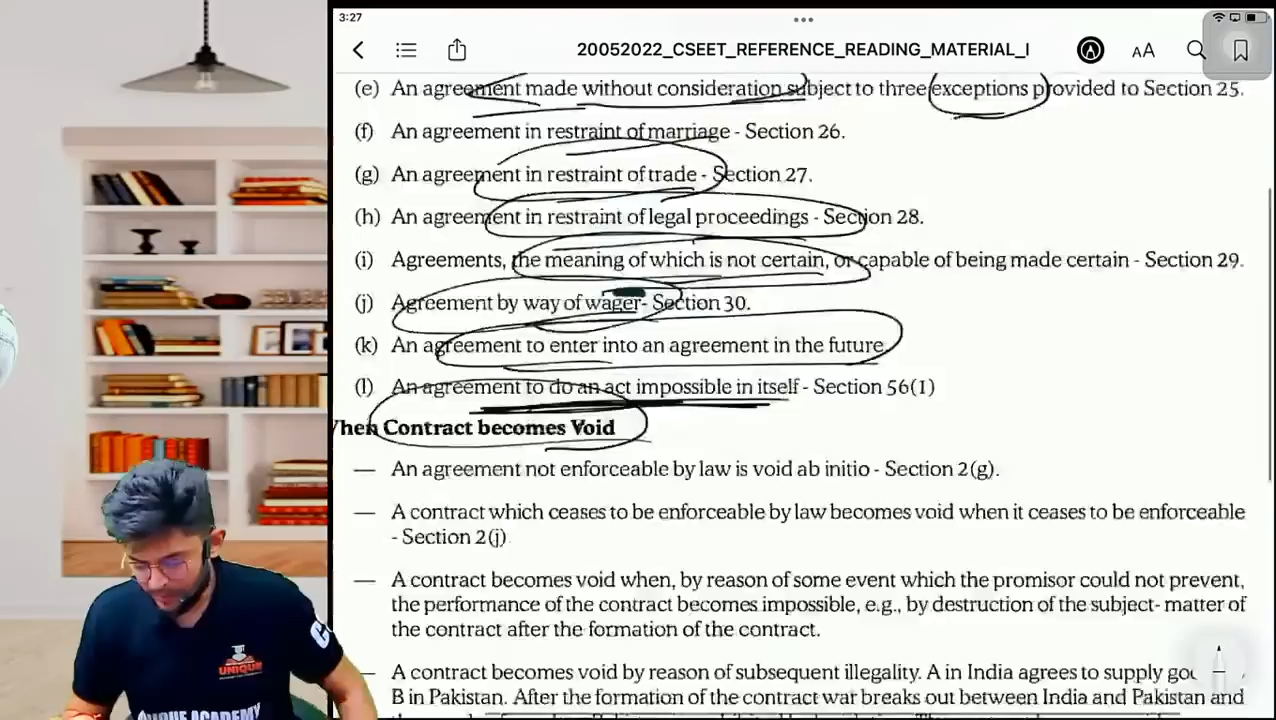 3:27
20052022_CSEET_REFERENCE_READING_MATERIAL_I
AA
(e) An agreement made without consideration subject to three exceptions provided to Section 25.
(f) An agreement in restraint of marriage - Section 26.
(g) An agreement in restraint of trade - Section 27.
(h) An agreement in restraint of legal proceedings - Section 28.
(i) Agreements, the meaning of which is not certain, or capable of being made certain - Section 29.
(j) Agreement by way of wager- Section 30.
(k) An agreement to enter into an agreement in the future
(l) An agreement to do an act impossible in itself - Section 56(1)
When Contract becomes Void
— An agreement not enforceable by law is void ab initio - Section 2(g).
— A contract which ceases to be enforceable by law becomes void when it ceases to be enforceable
- Section 2(j)
— A contract becomes void when, by reason of some event which the promisor could not prevent,
the performance of the contract becomes impossible, e.g., by destruction of the subject- matter of
the contract after the formation of the contract.
— A contract becomes void by reason of subsequent illegality. A in India agrees to supply
B in Pakistan. After the formation of the contract war breaks out between India and Pakistan and
UNIQUE
UNIQUE ACADEMY